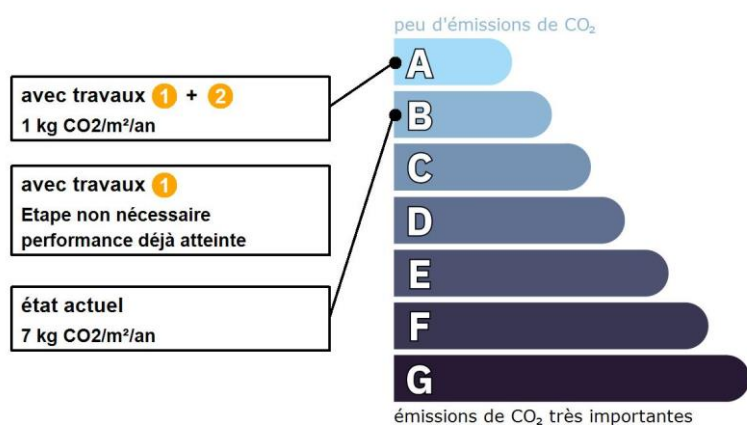 peu d'émissions de CO₂
A
avec travaux 1 + 2
1 kg CO2/m²/an
B
C
avec travaux 1
Etape non nécessaire
performance déjà atteinte
D
E
état actuel
7 kg CO2/m²/an
F
G
émissions de CO₂ très importantes